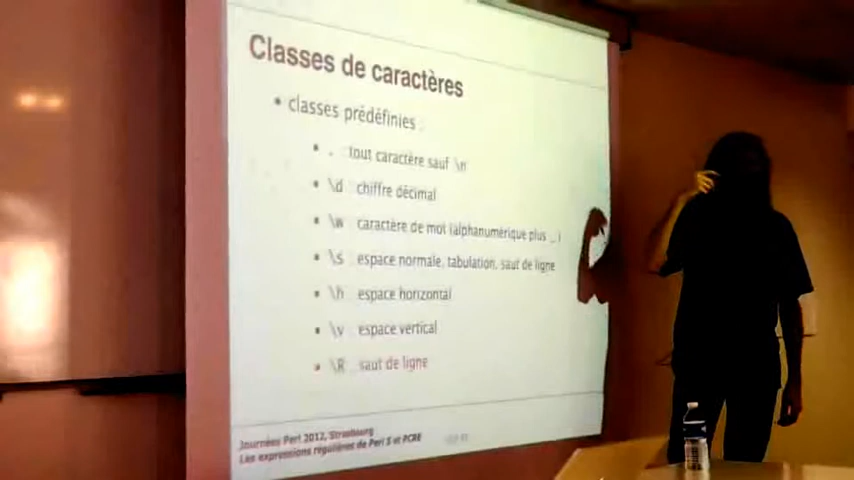 Classes de caractères
• classes prédéfinies :
• . : tout caractère sauf \n
• \d : chiffre décimal
• \w : caractère de mot (alphanumérique plus _)
• \s : espace normale, tabulation, saut de ligne
• \h : espace horizontal
• \v : espace vertical
• \R : saut de ligne
Journées Perl 2012, Strasbourg
Les expressions régulières de Perl 5 et PCRE